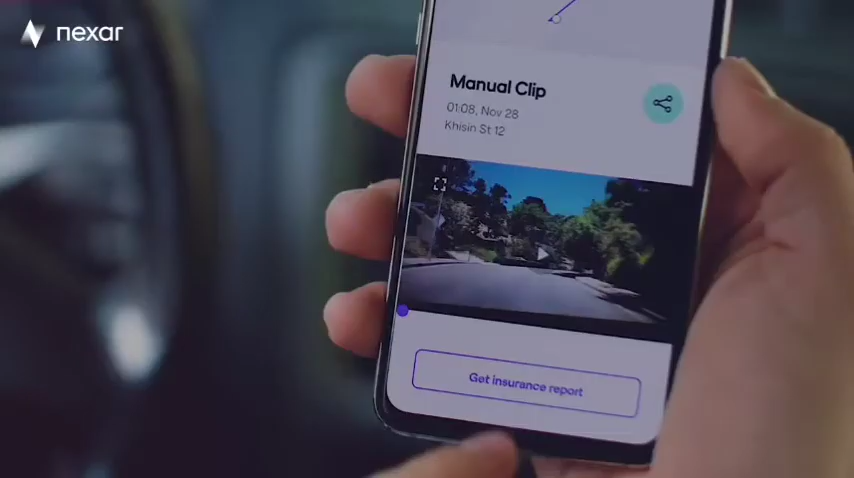 nexar
Manual Clip
01:08, Nov 28
Khisin St 12
Get insurance report